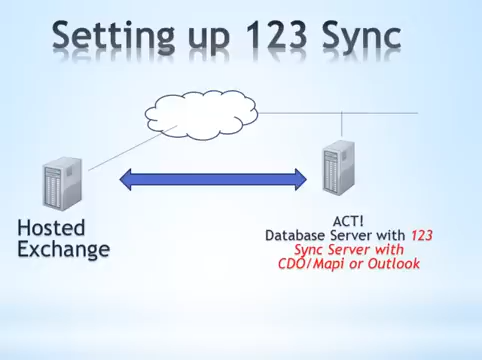 Setting up 123 Sync
Hosted
Exchange
ACT!
Database Server with 123
Sync Server with
CDO/Mapi or Outlook